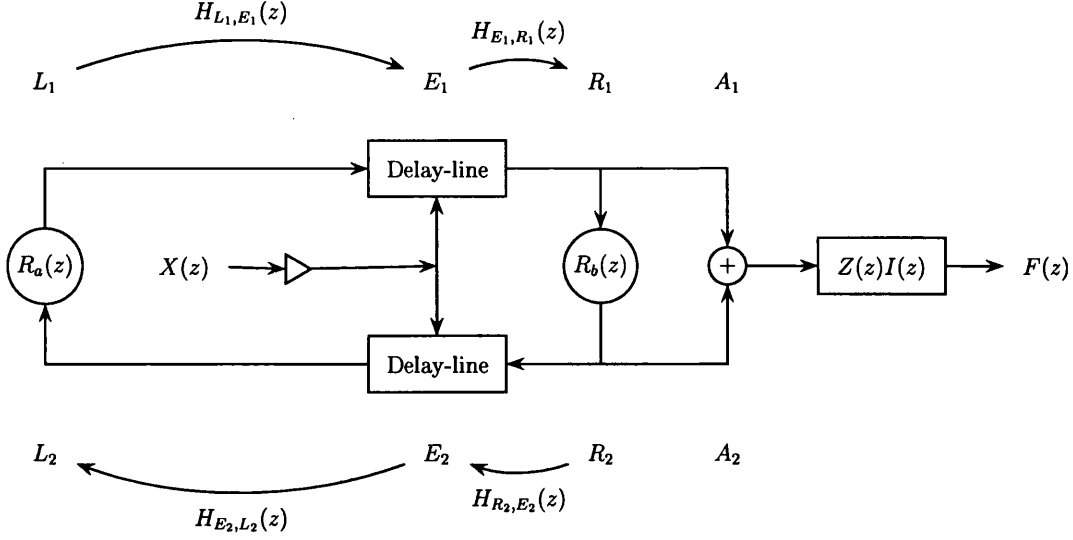 H_{L_1,E_1}(z)
H_{E_1,R_1}(z)
L_1 E_1 R_1 A_1
Delay-line
R_a(z) X(z) R_b(z) + Z(z)I(z) F(z)
Delay-line
L_2 E_2 R_2 A_2
H_{E_2,L_2}(z) H_{R_2,E_2}(z)